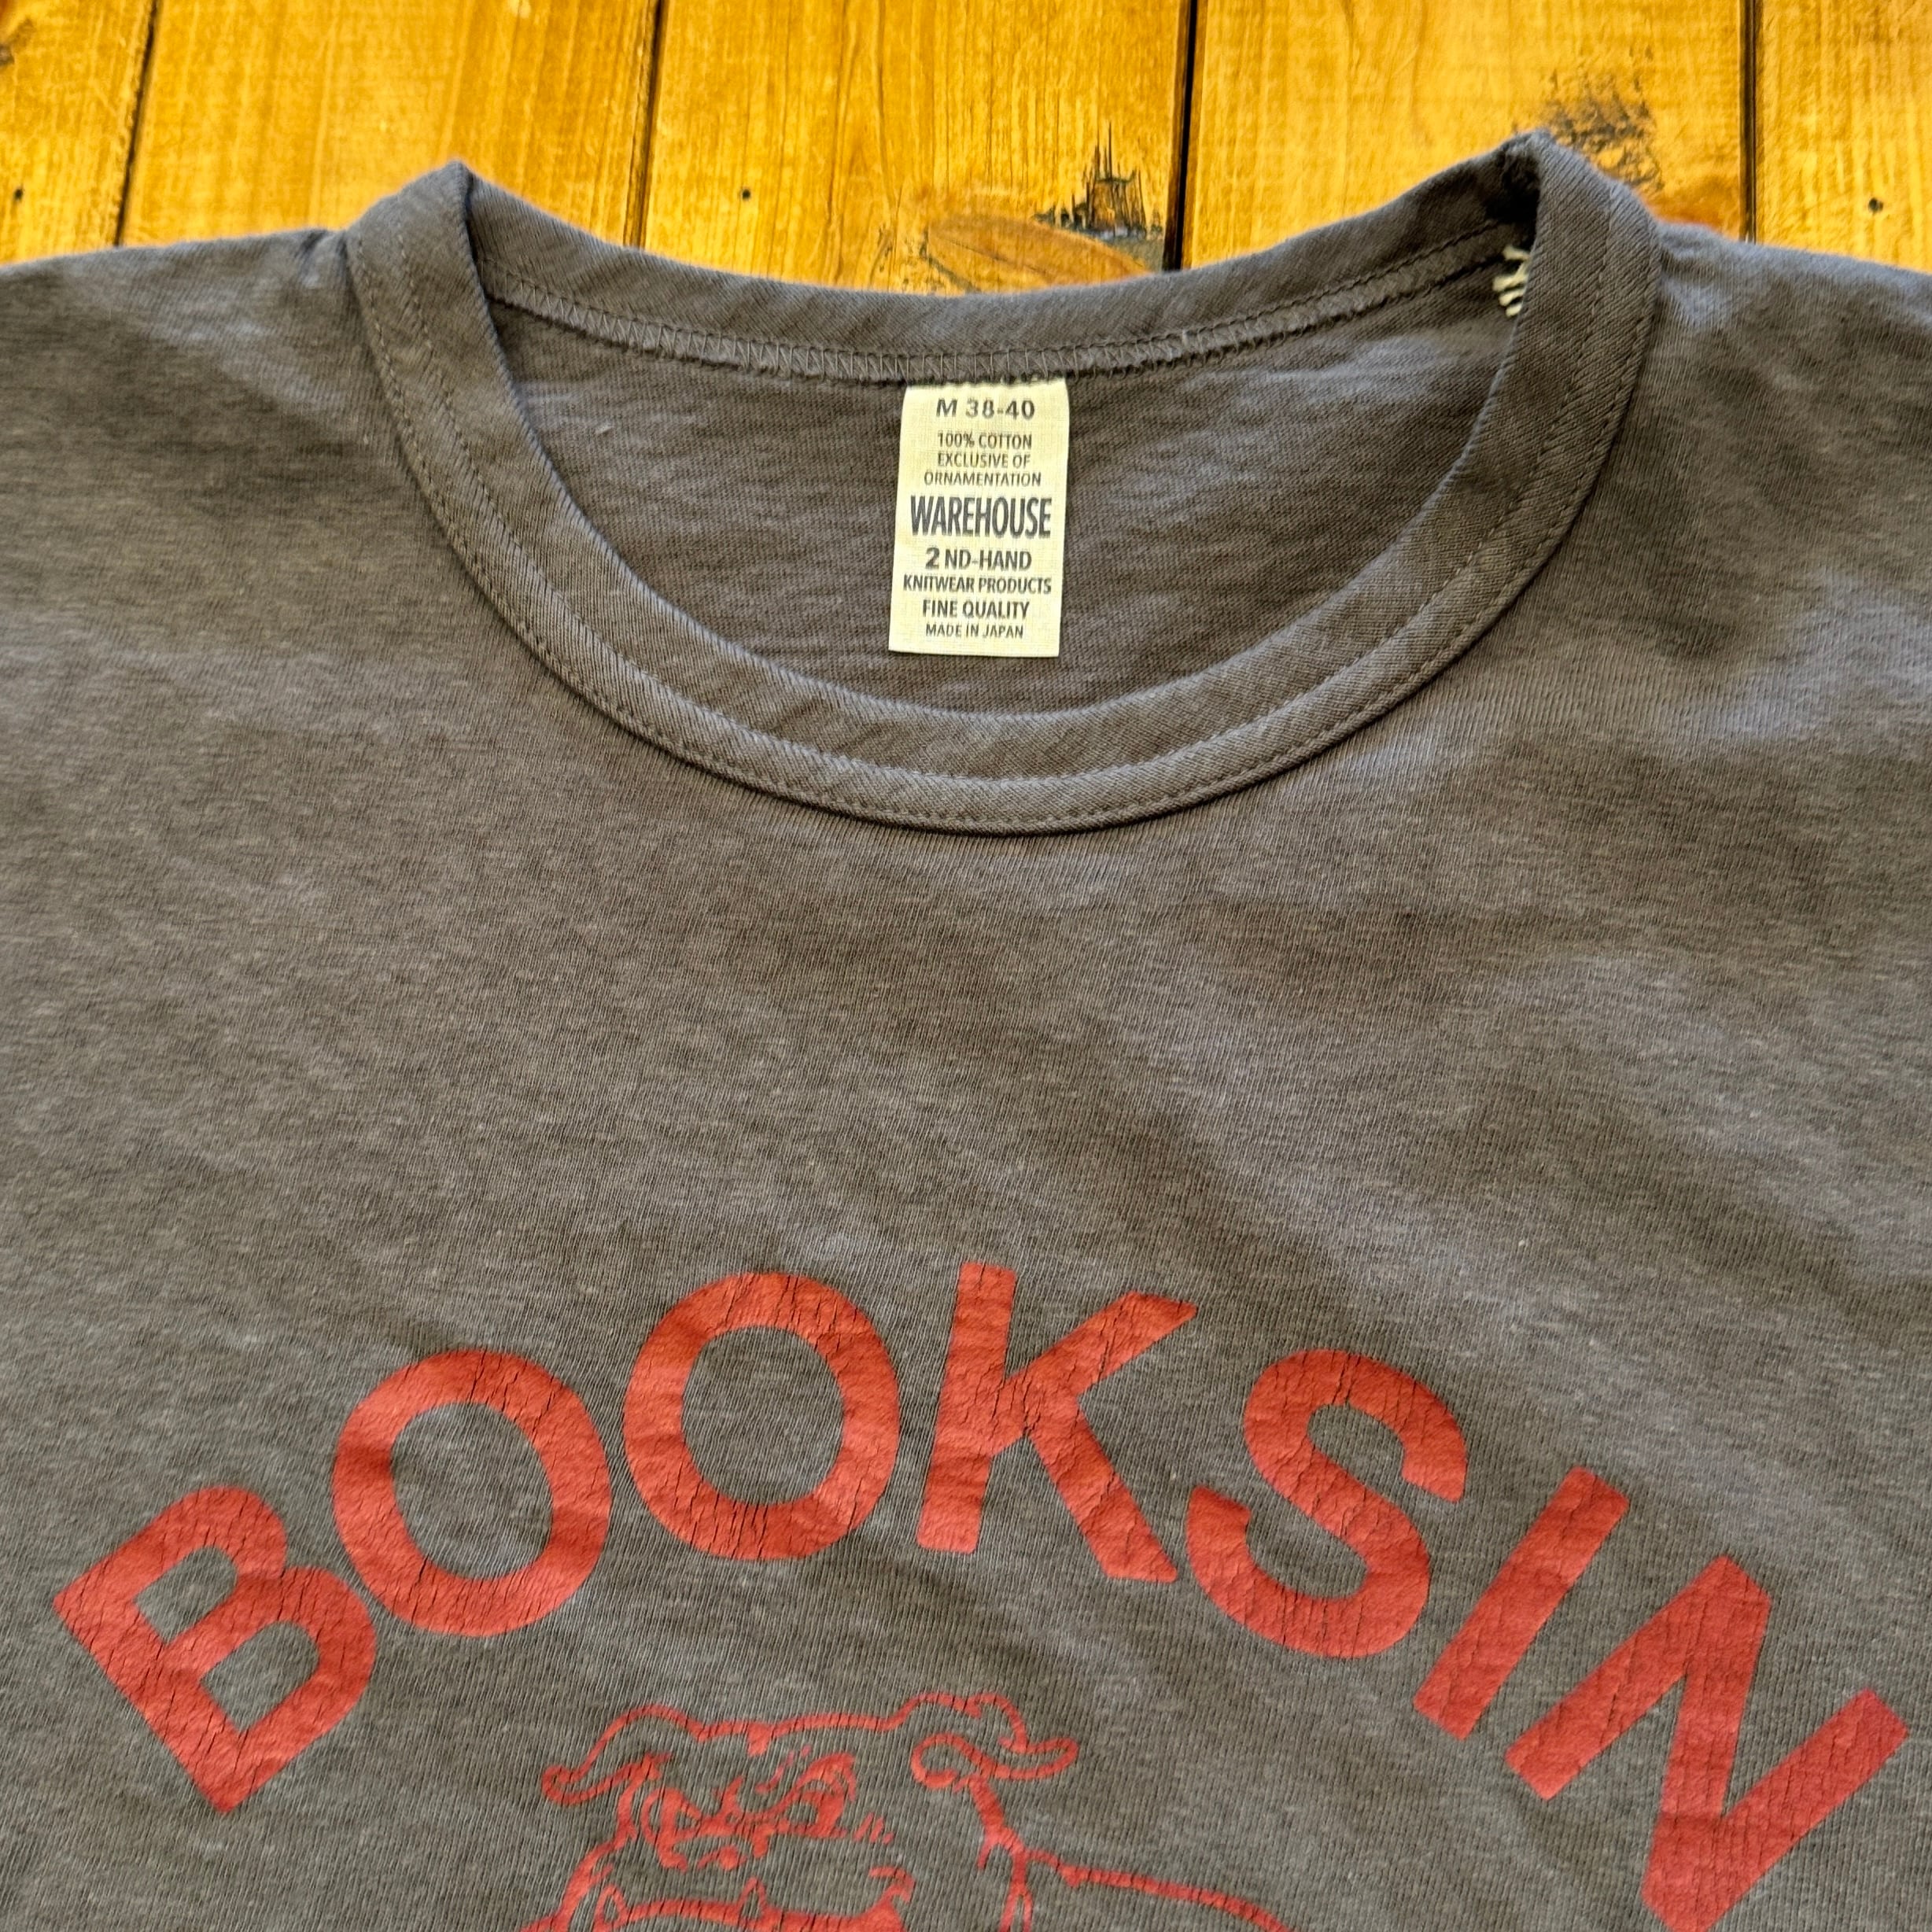 M 38-40
100% COTTON
EXCLUSIVE OF
ORNAMENTATION
WAREHOUSE
2ND-HAND
KNITWEAR PRODUCTS
FINE QUALITY
MADE IN JAPAN
BOOKSIN